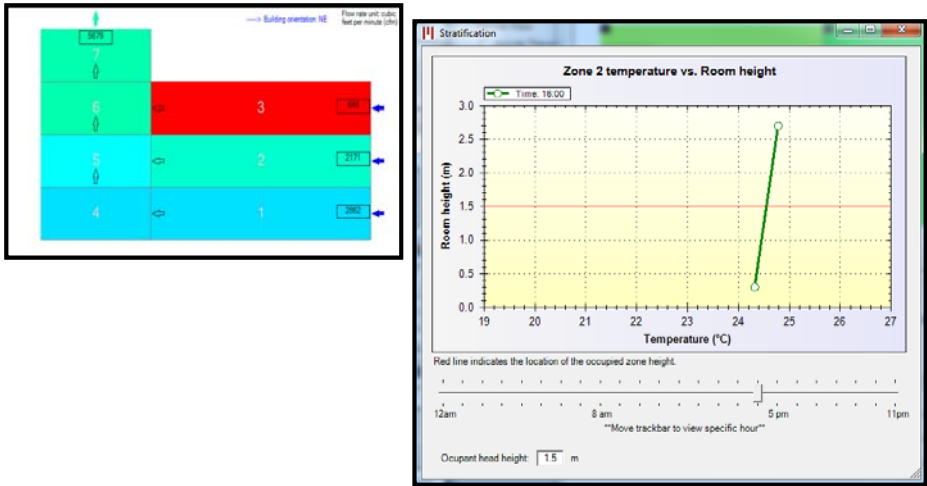 Building orientation: NE
Flow rate unit: cubic
feet per minute (cfm)
5679
7
6
3
5
2
2171
4
1
2862
Stratification
Zone 2 temperature vs. Room height
Time: 16:00
Room height (m)
3.0
2.5
2.0
1.5
1.0
0.5
0.0
19 20 21 22 23 24 25 26 27
Temperature (°C)
Red line indicates the location of the occupied zone height.
12am 8 am 5 pm 11pm
**Move trackbar to view specific hour**
Ocupant head height: 1.5 m